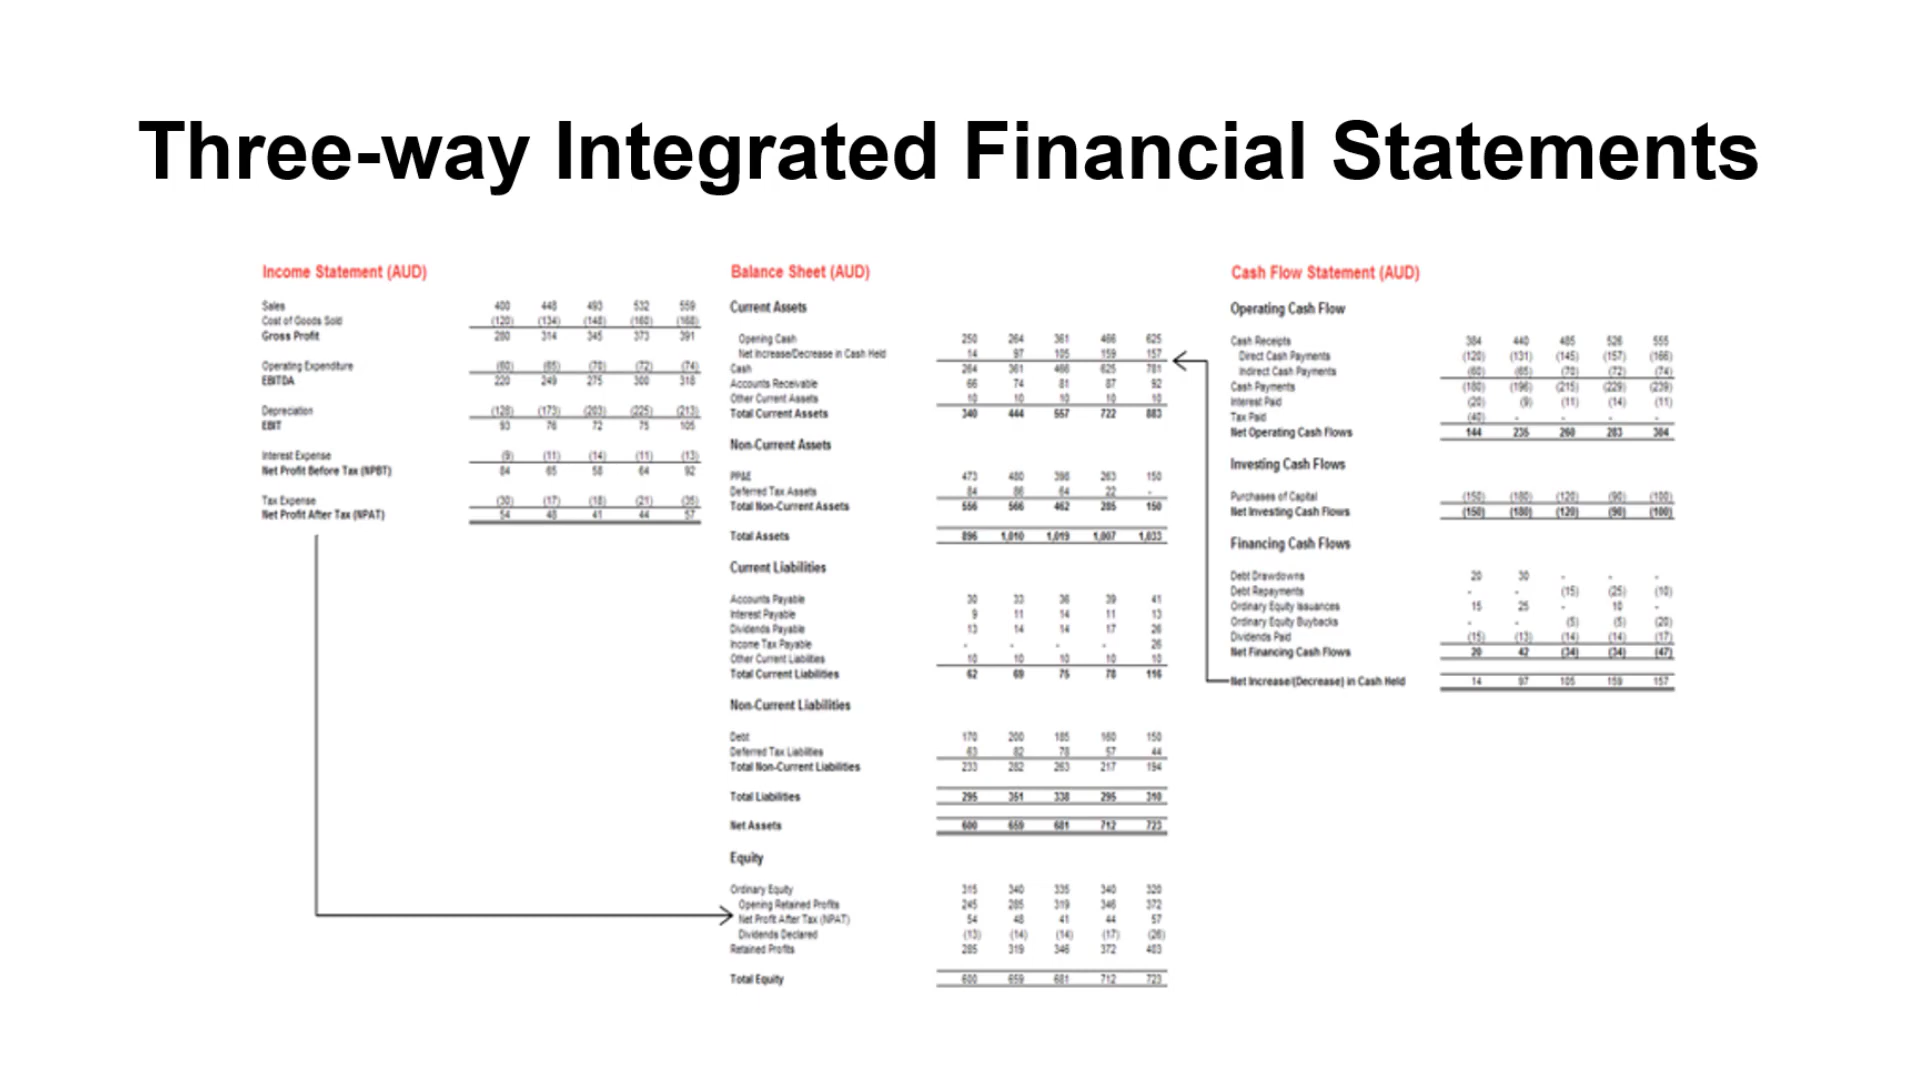 Three-way Integrated Financial Statements
Income Statement (AUD)
Sales 400 448 493 532 559
Cost of Goods Sold (120) (134) (148) (160) (168)
Gross Profit 280 314 345 373 391
Operating Expenditure (60) (65) (70) (72) (74)
EBITDA 220 249 275 300 318
Depreciation (128) (173) (203) (225) (213)
EBIT 93 76 72 75 105
Interest Expense (9) (11) (14) (11) (13)
Net Profit Before Tax (NPBT) 84 65 58 64 92
Tax Expense (30) (17) (18) (21) (35)
Net Profit After Tax (NPAT) 54 48 41 44 57
Balance Sheet (AUD)
Current Assets
Opening Cash 250 264 361 466 625
Net Increase/Decrease in Cash Held 14 97 105 159 157
Cash 264 361 466 625 781
Accounts Receivable 66 74 81 87 92
Other Current Assets 10 10 10 10 10
Total Current Assets 340 444 557 722 883
Non-Current Assets
PP&E 473 480 398 263 150
Deferred Tax Assets 84 86 64 22 -
Total Non-Current Assets 556 566 462 285 150
Total Assets 896 1,010 1,019 1,007 1,033
Current Liabilities
Accounts Payable 30 33 36 39 41
Interest Payable 9 11 14 11 13
Dividends Payable 13 14 14 17 26
Income Tax Payable - - - - 26
Other Current Liabilities 10 10 10 10 10
Total Current Liabilities 62 69 75 78 116
Non-Current Liabilities
Debt 170 200 185 160 150
Deferred Tax Liabilities 63 82 78 57 44
Total Non-Current Liabilities 233 282 263 217 194
Total Liabilities 295 351 338 295 310
Net Assets 600 659 681 712 723
Equity
Ordinary Equity 315 340 335 340 320
Opening Retained Profits 245 285 319 346 372
Net Profit After Tax (NPAT) 54 48 41 44 57
Dividends Declared (13) (14) (14) (17) (26)
Retained Profits 285 319 346 372 403
Total Equity 600 659 681 712 723
Cash Flow Statement (AUD)
Operating Cash Flow
Cash Receipts 384 440 485 526 555
Direct Cash Payments (120) (131) (145) (157) (166)
Indirect Cash Payments (60) (65) (70) (72) (74)
Cash Payments (180) (196) (215) (229) (239)
Interest Paid (20) (9) (11) (14) (11)
Tax Paid (40) - - - -
Net Operating Cash Flows 144 235 260 283 304
Investing Cash Flows
Purchases of Capital (150) (180) (120) (90) (100)
Net Investing Cash Flows (150) (180) (120) (90) (100)
Financing Cash Flows
Debt Drawdowns 20 30 - - -
Debt Repayments - - (15) (25) (10)
Ordinary Equity Issuances 15 25 - 10 -
Ordinary Equity Buybacks - - (5) (5) (20)
Dividends Paid (15) (13) (14) (14) (17)
Net Financing Cash Flows 20 42 (34) (34) (47)
Net Increase/(Decrease) in Cash Held 14 97 105 159 157